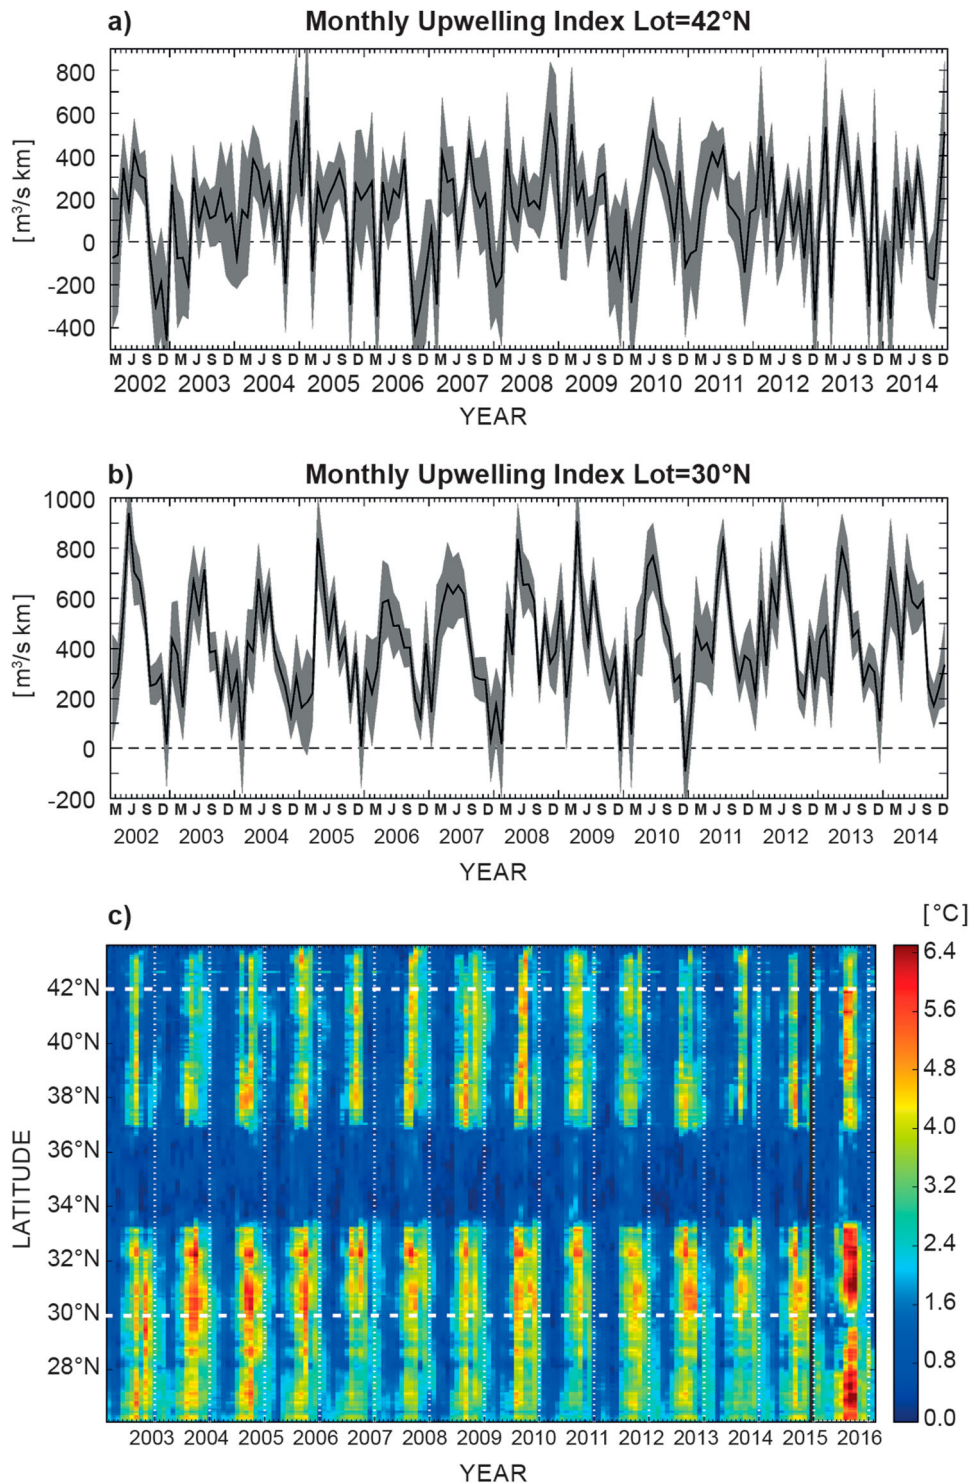 a) Monthly Upwelling Index Lot=42°N
[m³/s km]
800
600
400
200
0
-200
-400
M J S D M J S D M J S D M J S D M J S D M J S D M J S D M J S D M J S D M J S D M J S D M J S D M J S D
2002 2003 2004 2005 2006 2007 2008 2009 2010 2011 2012 2013 2014
YEAR
b) Monthly Upwelling Index Lot=30°N
[m³/s km]
1000
800
600
400
200
0
-200
M J S D M J S D M J S D M J S D M J S D M J S D M J S D M J S D M J S D M J S D M J S D M J S D M J S D
2002 2003 2004 2005 2006 2007 2008 2009 2010 2011 2012 2013 2014
YEAR
c)
[°C]
LATITUDE
42°N
40°N
38°N
36°N
34°N
32°N
30°N
28°N
6.4
5.6
4.8
4.0
3.2
2.4
1.6
0.8
0.0
2003 2004 2005 2006 2007 2008 2009 2010 2011 2012 2013 2014 2015 2016
YEAR